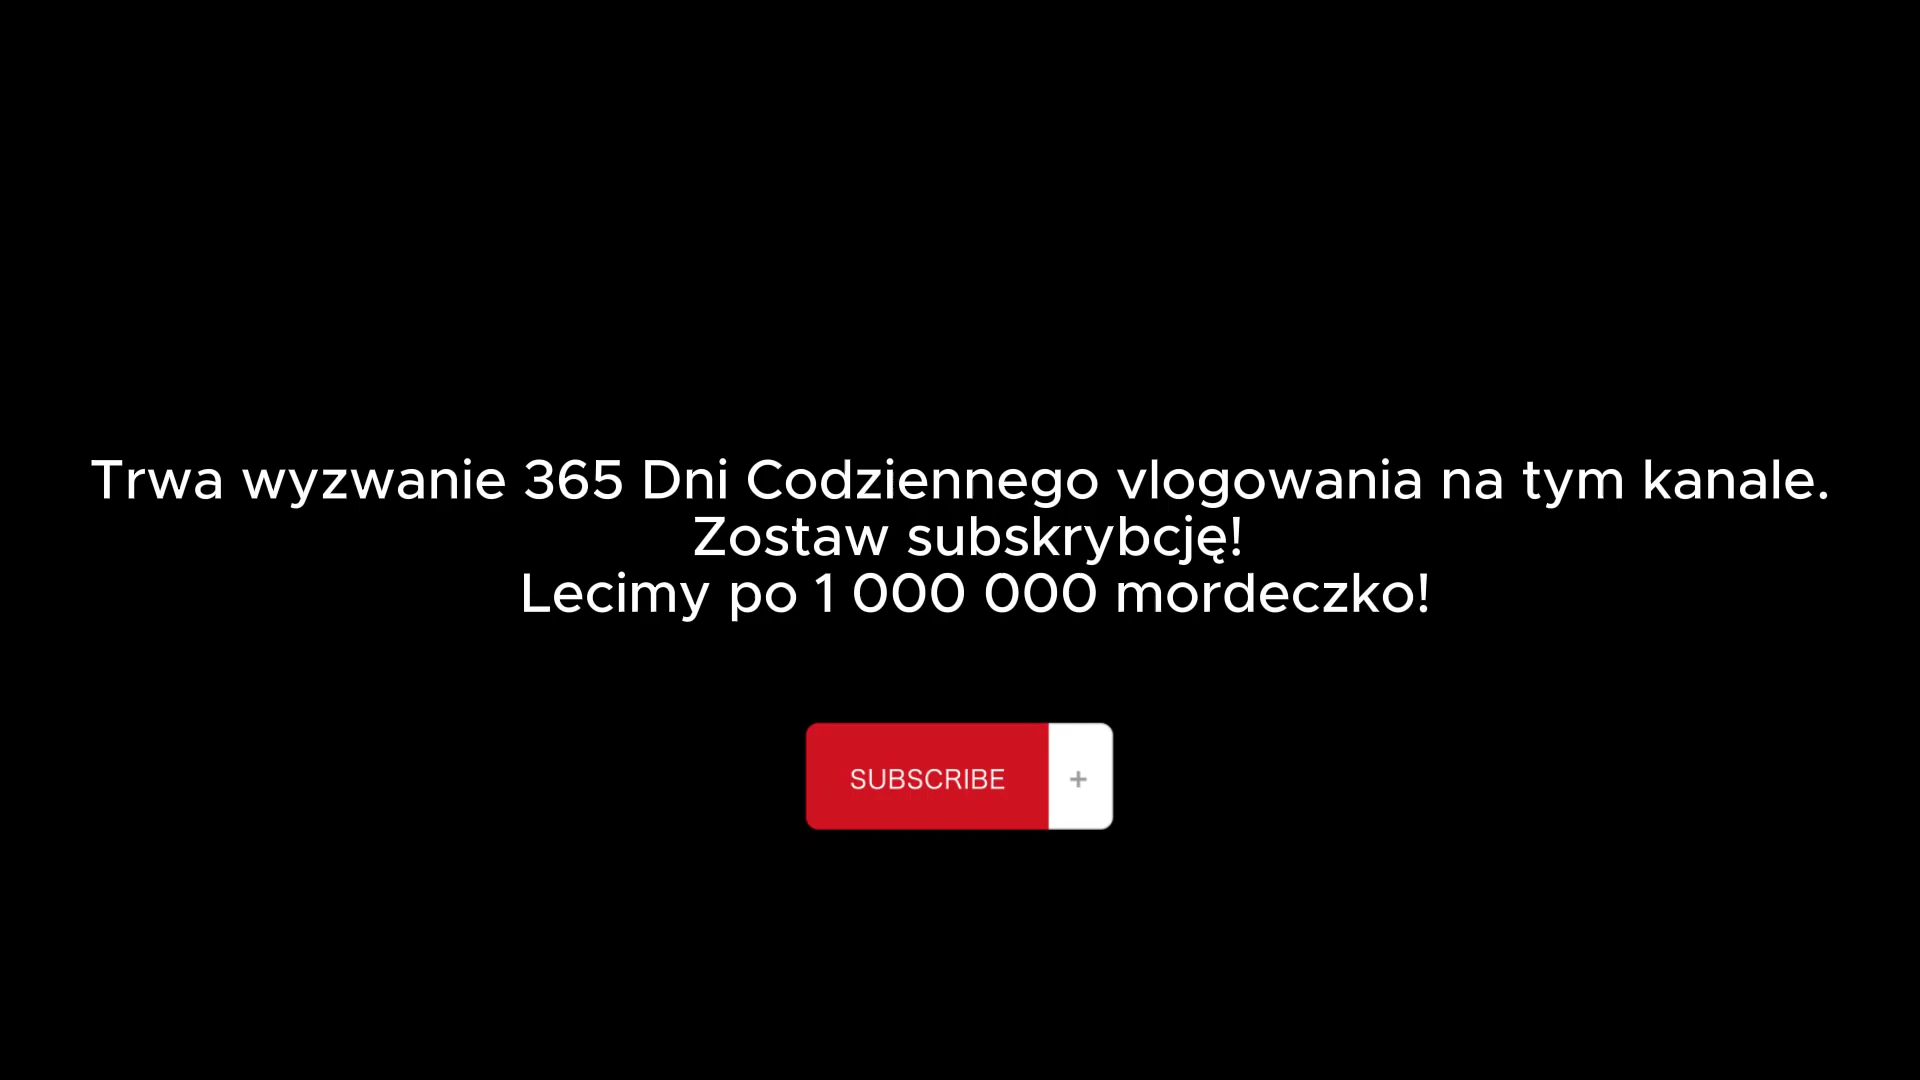 Trwa wyzwanie 365 Dni Codziennego vlogowania na tym kanale.
Zostaw subskrybcję!
Lecimy po 1 000 000 mordeczko!
SUBSCRIBE +